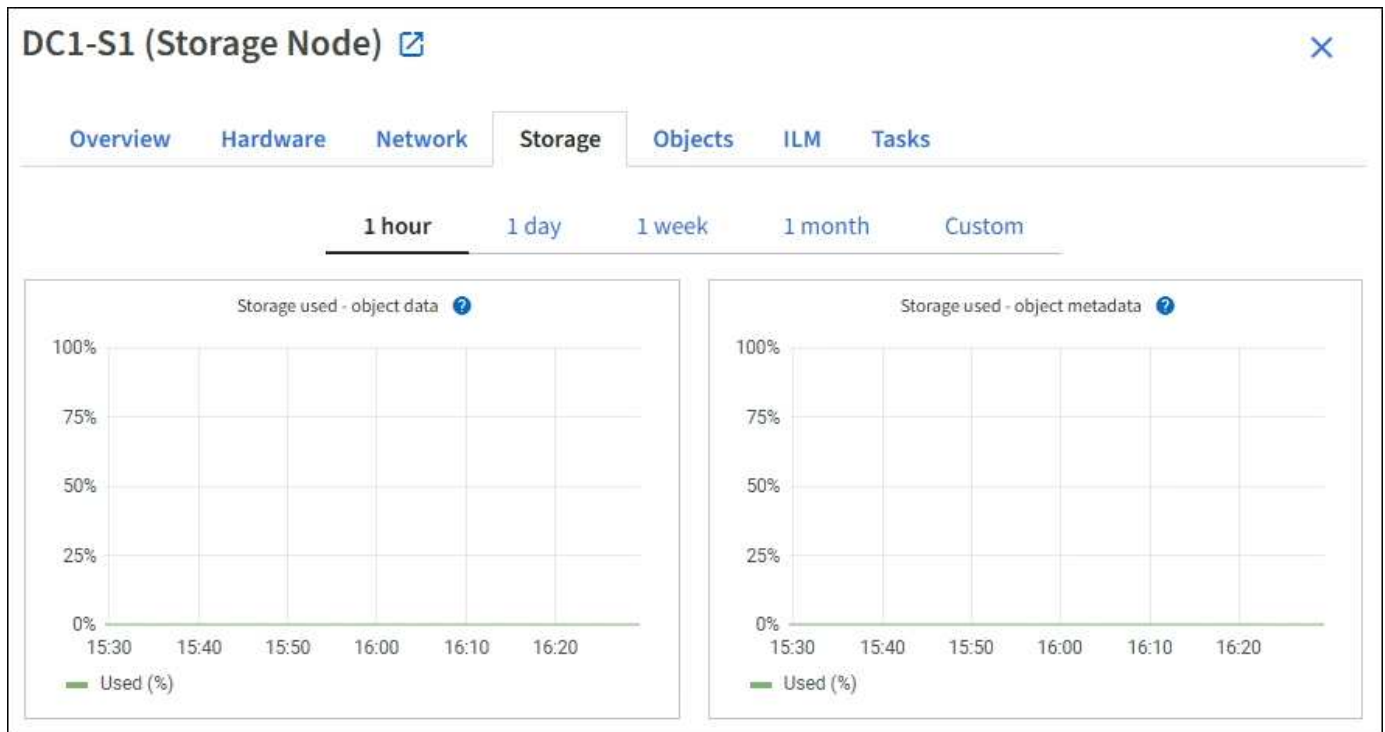 DC1-S1 (Storage Node)
Overview Hardware Network Storage Objects ILM Tasks
1 hour 1 day 1 week 1 month Custom
Storage used - object data ?
100%
75%
50%
25%
0%
15:30 15:40 15:50 16:00 16:10 16:20
Used (%)
Storage used - object metadata ?
100%
75%
50%
25%
0%
15:30 15:40 15:50 16:00 16:10 16:20
Used (%)